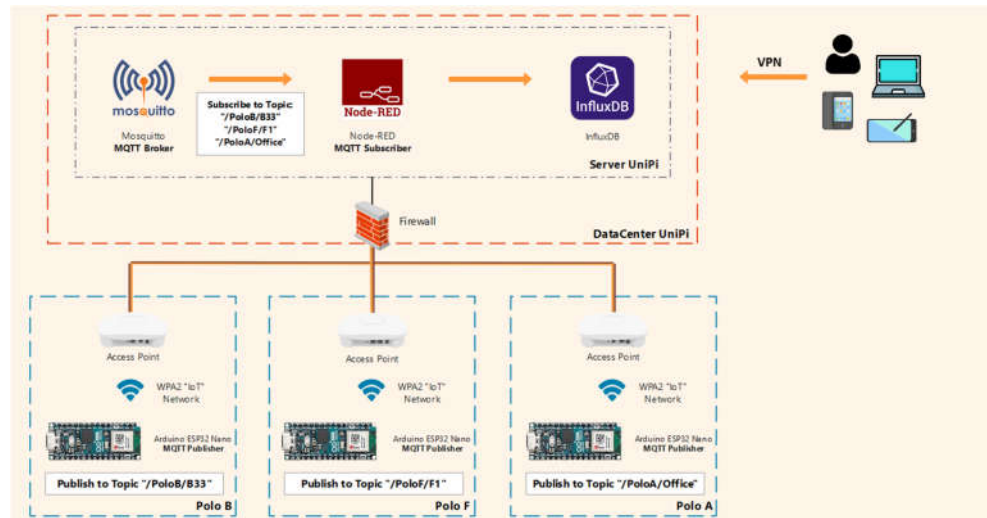 mosquitto
Mosquitto
MQTT Broker
Subscribe to Topic:
"/PoloB/B33"
"/PoloF/F1"
"/PoloA/Office"
Node-RED
Node-RED
MQTT Subscriber
InfluxDB
InfluxDB
Server UniPi
VPN
Firewall
DataCenter UniPi
Access Point
WPA2 "IoT"
Network
Arduino ESP32 Nano
MQTT Publisher
Publish to Topic "/PoloB/B33"
Polo B
Access Point
WPA2 "IoT"
Network
Arduino ESP32 Nano
MQTT Publisher
Publish to Topic "/PoloF/F1"
Polo F
Access Point
WPA2 "IoT"
Network
Arduino ESP32 Nano
MQTT Publisher
Publish to Topic "/PoloA/Office"
Polo A